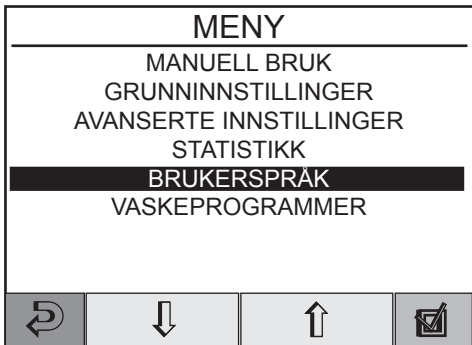 MENY
MANUELL BRUK
GRUNNINNSTILLINGER
AVANSERTE INNSTILLINGER
STATISTIKK
BRUKERSPRÅK
VASKEPROGRAMMER